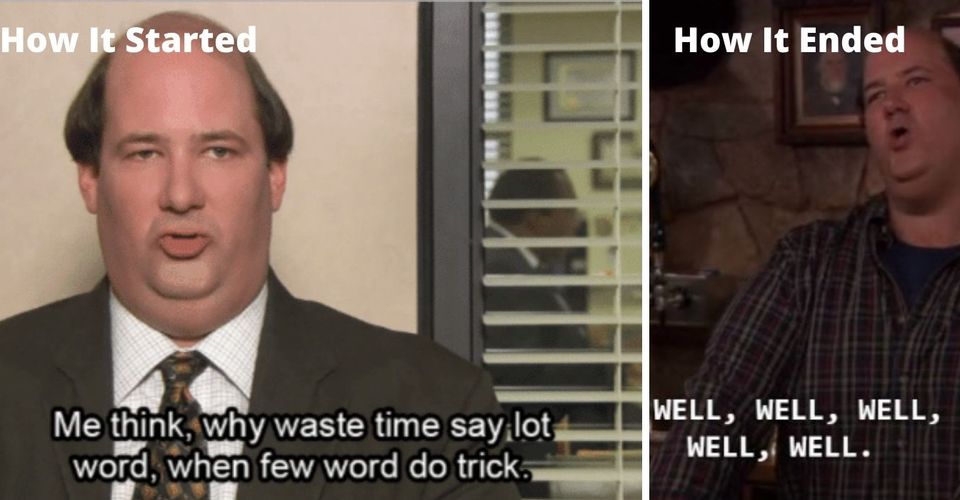 How It Started
Me think, why waste time say lot
word, when few word do trick.
How It Ended
WELL, WELL, WELL,
WELL, WELL.